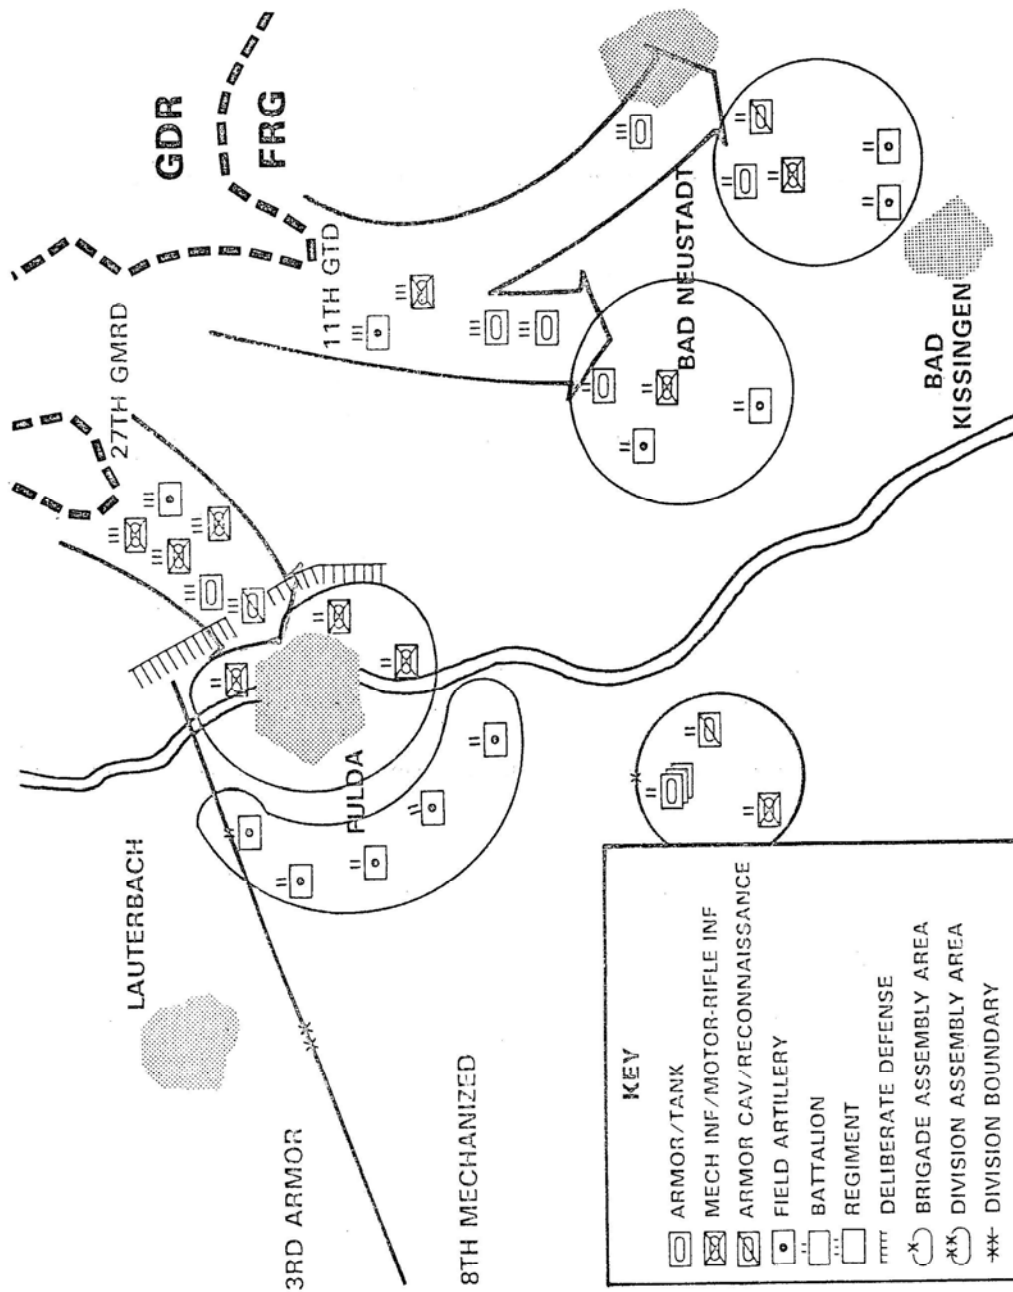 GDR
FRG
27TH GMRD
11TH GTD
LAUTERBACH
FULDA
BAD NEUSTADT
BAD
KISSINGEN
3RD ARMOR
8TH MECHANIZED
KEY
ARMOR/TANK
MECH INF/MOTOR-RIFLE INF
ARMOR CAV/RECONNAISSANCE
FIELD ARTILLERY
BATTALION
REGIMENT
DELIBERATE DEFENSE
BRIGADE ASSEMBLY AREA
DIVISION ASSEMBLY AREA
DIVISION BOUNDARY